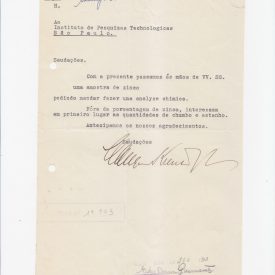 N.
Ao
Instituto de Pesquizas Technologicas
São Paulo.
Saudações.
Com a presente passamos ás mãos de VV. SS.
uma amostra de zinco
pedindo mandar fazer uma analyse chimica.
Fóra da porcentagem de zinco, interessam
em primeiro lugar as quantidades de chumbo e estanho.
Antecipamos os nossos agradecimentos.
Saudações